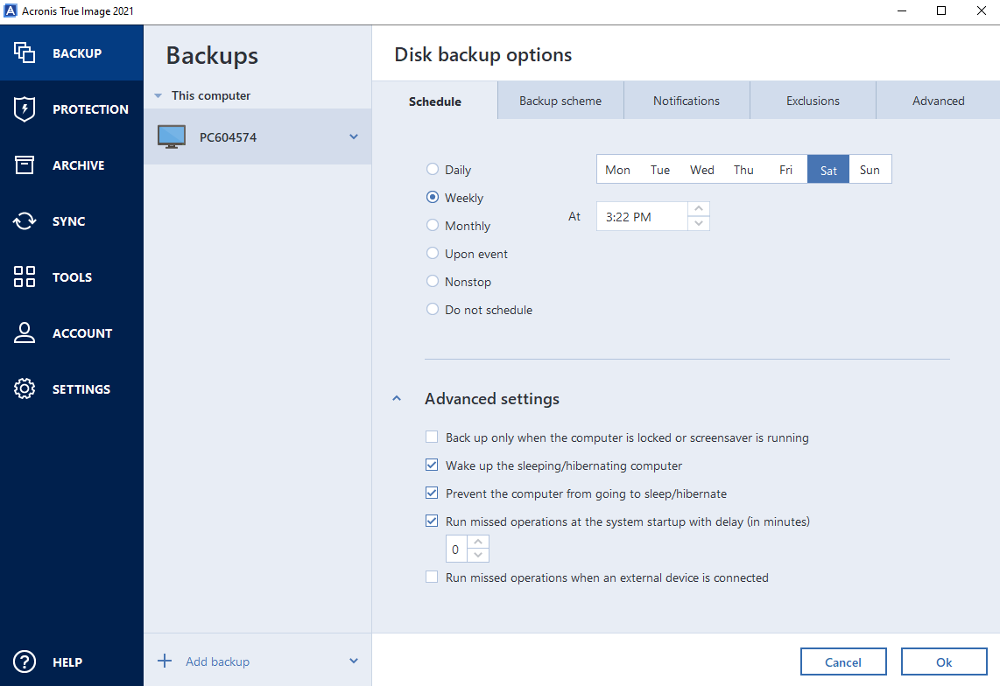 Acronis True Image 2021
BACKUP
PROTECTION
ARCHIVE
SYNC
TOOLS
ACCOUNT
SETTINGS
HELP
Backups
This computer
PC604574
Add backup
Disk backup options
Schedule Backup scheme Notifications Exclusions Advanced
Daily
Weekly
Monthly
Upon event
Nonstop
Do not schedule
Mon Tue Wed Thu Fri Sat Sun
At 3:22 PM
Advanced settings
Back up only when the computer is locked or screensaver is running
Wake up the sleeping/hibernating computer
Prevent the computer from going to sleep/hibernate
Run missed operations at the system startup with delay (in minutes)
0
Run missed operations when an external device is connected
Cancel Ok